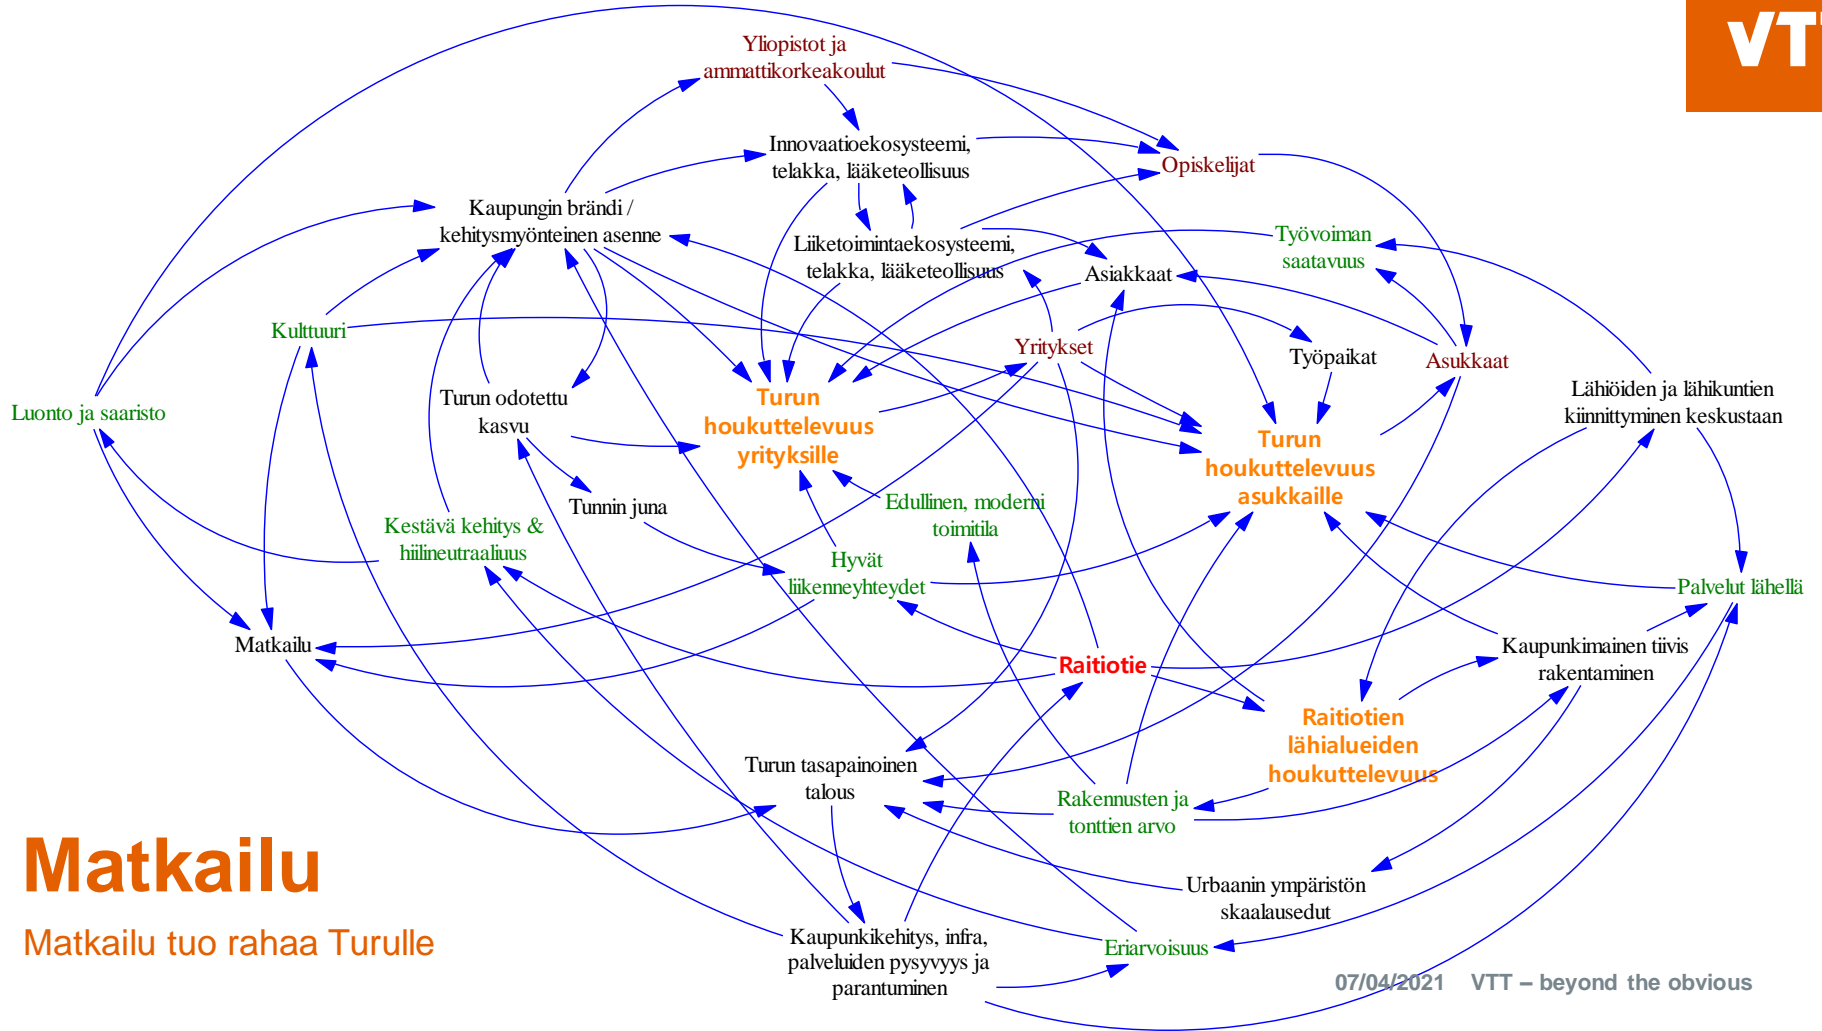 VT
Yliopistot ja
ammattikorkeakoulut
Innovaatioekosysteemi,
telakka, lääketeollisuus
Opiskelijat
Kaupungin brändi /
kehitysmyönteinen asenne
Liiketoimintaekosysteemi,
telakka, lääketeollisuus
Asiakkaat
Työvoiman
saatavuus
Kulttuuri
Yritykset
Työpaikat
Asukkaat
Luonto ja saaristo
Turun odotettu
kasvu
Turun
houkuttelevuus
yrityksille
Turun
houkuttelevuus
asukkaille
Lähiöiden ja lähikuntien
kiinnittyminen keskustaan
Tunnin juna
Edullinen, moderni
toimitila
Kestävä kehitys &
hiilineutraaliuus
Hyvät
liikenneyhteydet
Palvelut lähellä
Matkailu
Raitiotie
Kaupunkimainen tiivis
rakentaminen
Raitiotien
lähialueiden
houkuttelevuus
Turun tasapainoinen
talous
Rakennusten ja
tonttien arvo
Urbaanin ympäristön
skaalausedut
Kaupunkikehitys, infra,
palveluiden pysyvyys ja
parantuminen
Eriarvoisuus
Matkailu
Matkailu tuo rahaa Turulle
07/04/2021 VTT – beyond the obvious